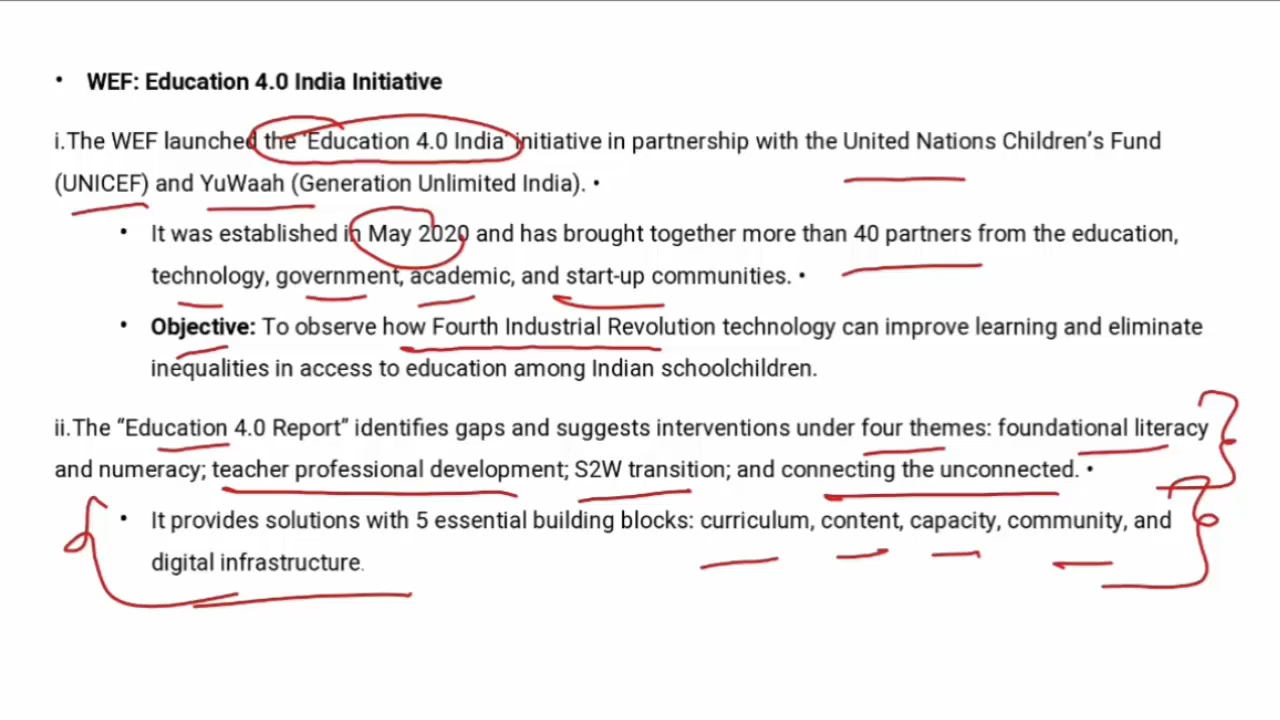 • WEF: Education 4.0 India Initiative
i.The WEF launched the 'Education 4.0 India' initiative in partnership with the United Nations Children's Fund
(UNICEF) and YuWaah (Generation Unlimited India). •
• It was established in May 2020 and has brought together more than 40 partners from the education,
technology, government, academic, and start-up communities. •
• Objective: To observe how Fourth Industrial Revolution technology can improve learning and eliminate
inequalities in access to education among Indian schoolchildren.
ii.The “Education 4.0 Report” identifies gaps and suggests interventions under four themes: foundational literacy
and numeracy; teacher professional development; S2W transition; and connecting the unconnected. •
• It provides solutions with 5 essential building blocks: curriculum, content, capacity, community, and
digital infrastructure.